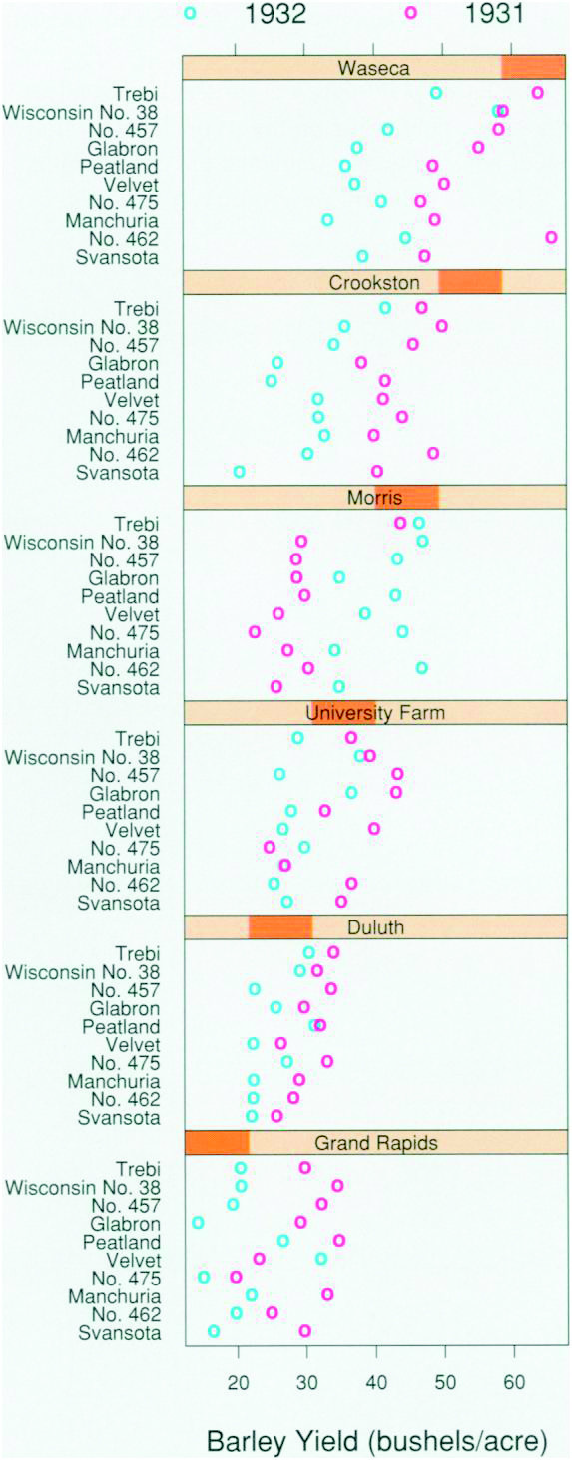 1932 1931
Waseca
Trebi
Wisconsin No. 38
No. 457
Glabron
Peatland
Velvet
No. 475
Manchuria
No. 462
Svansota
Crookston
Trebi
Wisconsin No. 38
No. 457
Glabron
Peatland
Velvet
No. 475
Manchuria
No. 462
Svansota
Morris
Trebi
Wisconsin No. 38
No. 457
Glabron
Peatland
Velvet
No. 475
Manchuria
No. 462
Svansota
University Farm
Trebi
Wisconsin No. 38
No. 457
Glabron
Peatland
Velvet
No. 475
Manchuria
No. 462
Svansota
Duluth
Trebi
Wisconsin No. 38
No. 457
Glabron
Peatland
Velvet
No. 475
Manchuria
No. 462
Svansota
Grand Rapids
Trebi
Wisconsin No. 38
No. 457
Glabron
Peatland
Velvet
No. 475
Manchuria
No. 462
Svansota
20 30 40 50 60
Barley Yield (bushels/acre)